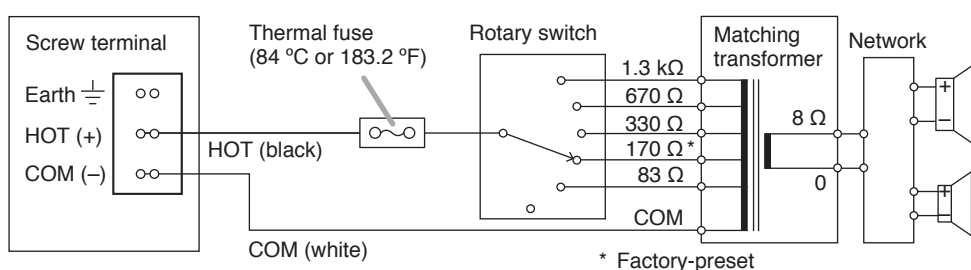 Screw terminal
Earth
HOT (+)
COM (–)
Thermal fuse
(84 ºC or 183.2 ºF)
HOT (black)
COM (white)
Rotary switch
1.3 kΩ
670 Ω
330 Ω
170 Ω *
83 Ω
COM
Matching
transformer
8 Ω
0
Network
+
–
+
–
* Factory-preset